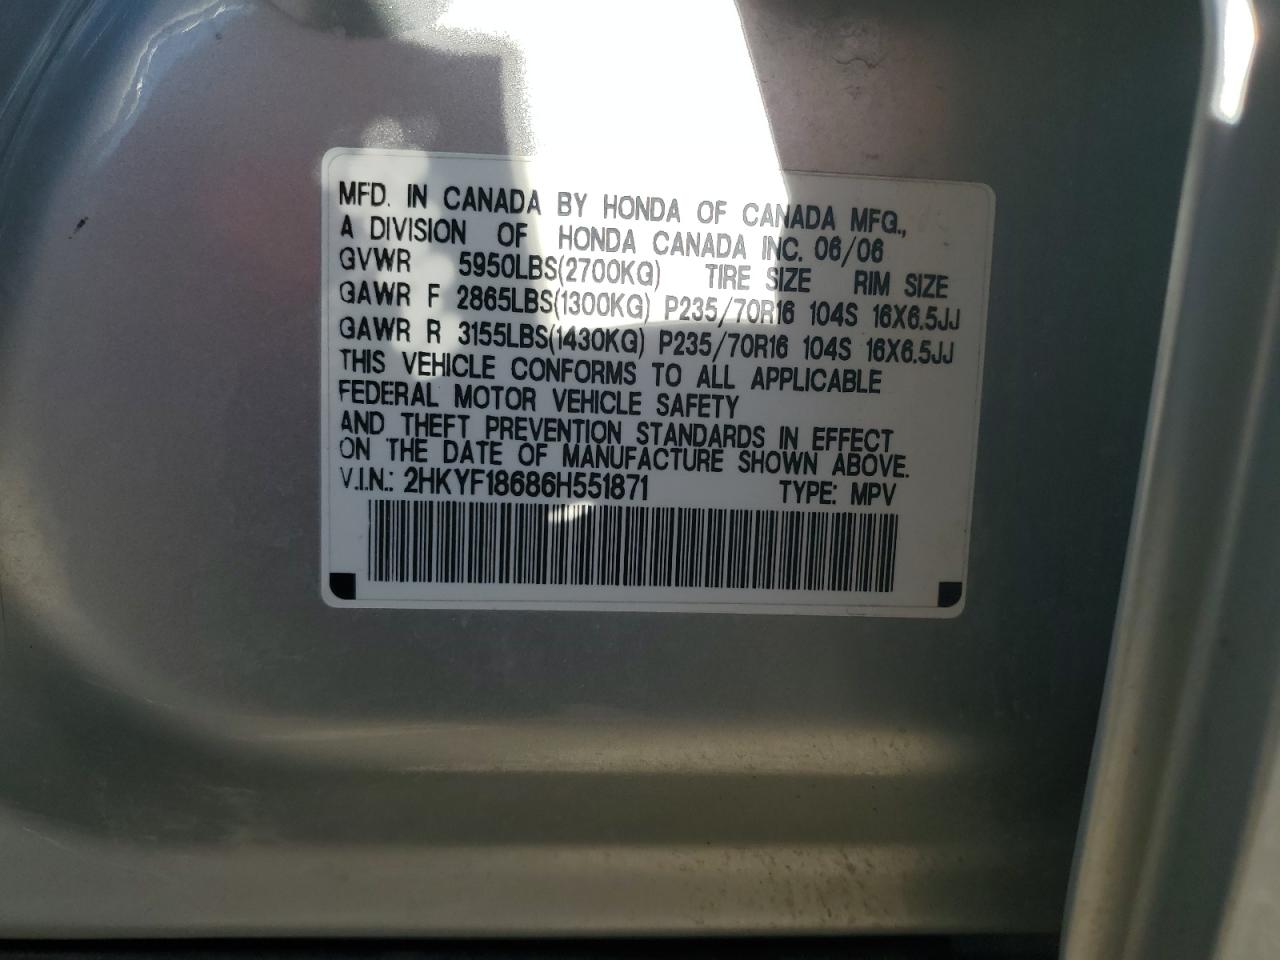 MFD. IN CANADA BY HONDA OF CANADA MFG.,
A DIVISION OF HONDA CANADA INC. 06/06
GVWR 5950LBS(2700KG) TIRE SIZE RIM SIZE
GAWR F 2865LBS(1300KG) P235/70R16 104S 16X6.5JJ
GAWR R 3155LBS(1430KG) P235/70R16 104S 16X6.5JJ
THIS VEHICLE CONFORMS TO ALL APPLICABLE
FEDERAL MOTOR VEHICLE SAFETY
AND THEFT PREVENTION STANDARDS IN EFFECT
ON THE DATE OF MANUFACTURE SHOWN ABOVE.
V.I.N.: 2HKYF18686H551871 TYPE: MPV